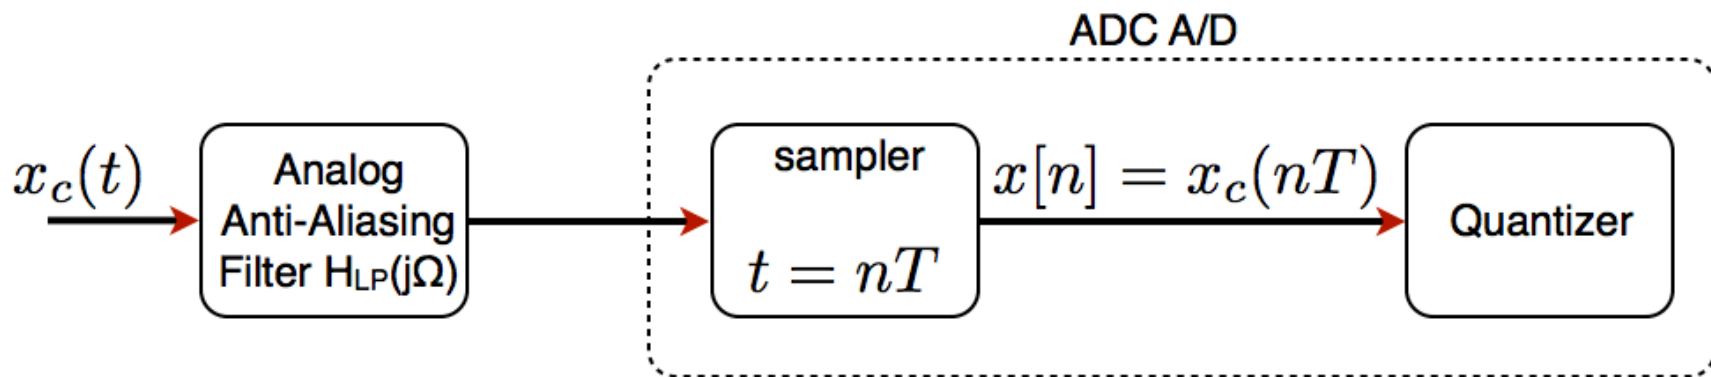 ADC A/D
x_c(t)
Analog
Anti-Aliasing
Filter H_LP(jΩ)
sampler
t = nT
x[n] = x_c(nT)
Quantizer